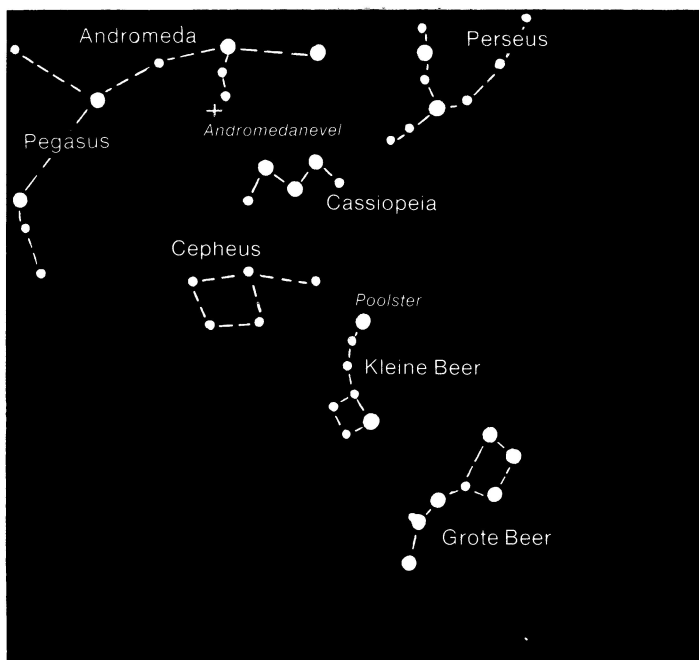 Andromeda
Perseus
Andromedanevel
Pegasus
Cassiopeia
Cepheus
Poolster
Kleine Beer
Grote Beer